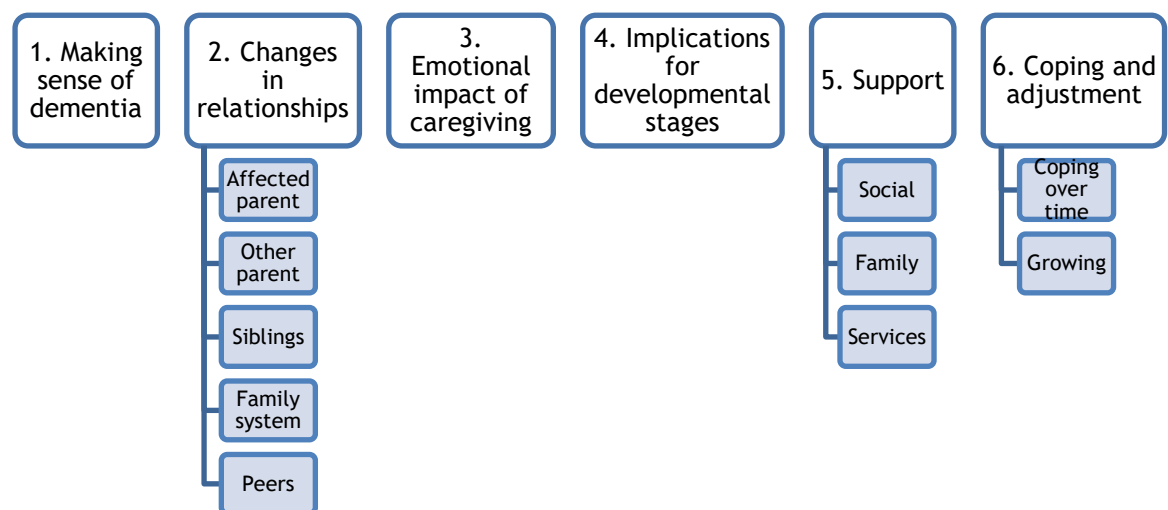 1. Making
sense of
dementia
2. Changes
in
relationships
3.
Emotional
impact of
caregiving
4. Implications
for
developmental
stages
5. Support
6. Coping and
adjustment
Affected
parent
Other
parent
Siblings
Family
system
Peers
Social
Family
Services
Coping
over
time
Growing